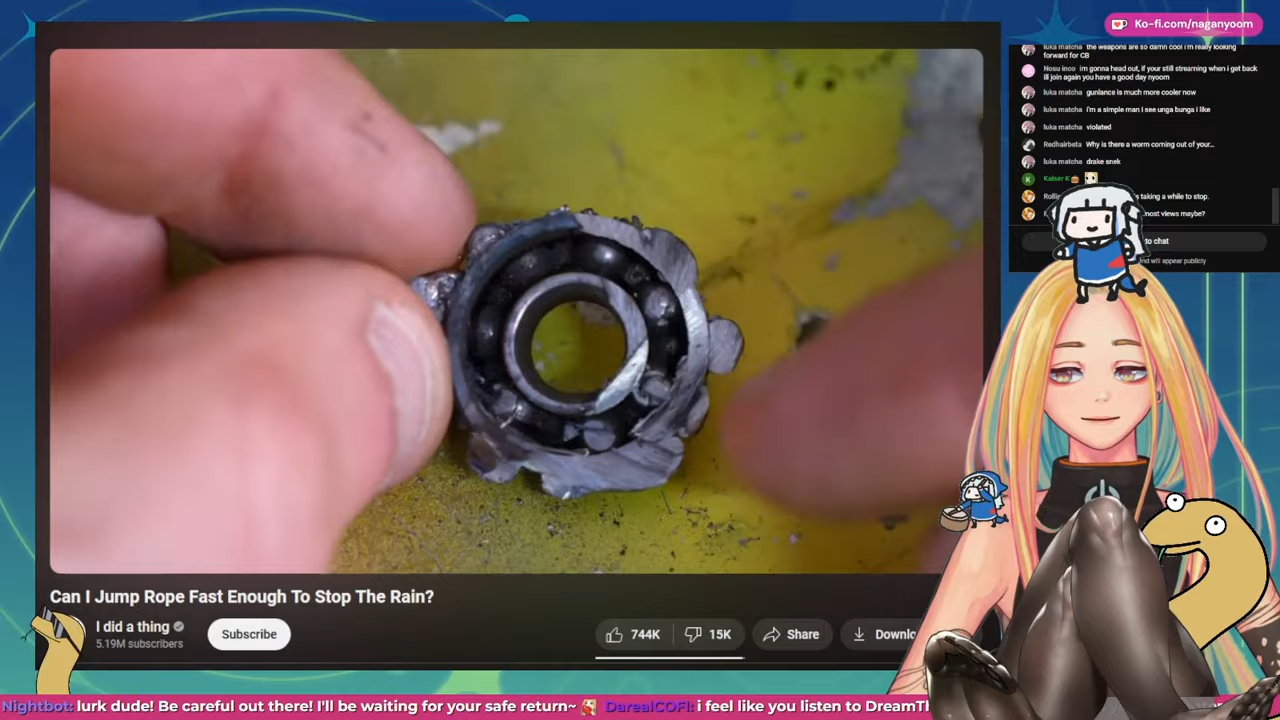 Ko-fi.com/naganyoom
luka matcha the weapons are so damn cool i'm really looking
forward for CB
Nosu inco im gonna head out, if your still streaming when i get back
ill join again you have a good day nyoom
luka matcha gunlance is much more cooler now
luka matcha i'm a simple man i see unga bunga i like
luka matcha violated
Redhairbeta Why is there a worm coming out of your...
luka matcha drake snek
Kaiser K
taking a while to stop.
most views maybe?
to chat
will appear publicly
Can I Jump Rope Fast Enough To Stop The Rain?
I did a thing
5.19M subscribers
Subscribe
744K
15K
Share
Downlo
Nightbot: lurk dude! Be careful out there! I'll be waiting for your safe return~ DarealCOFI: i feel like you listen to DreamTh